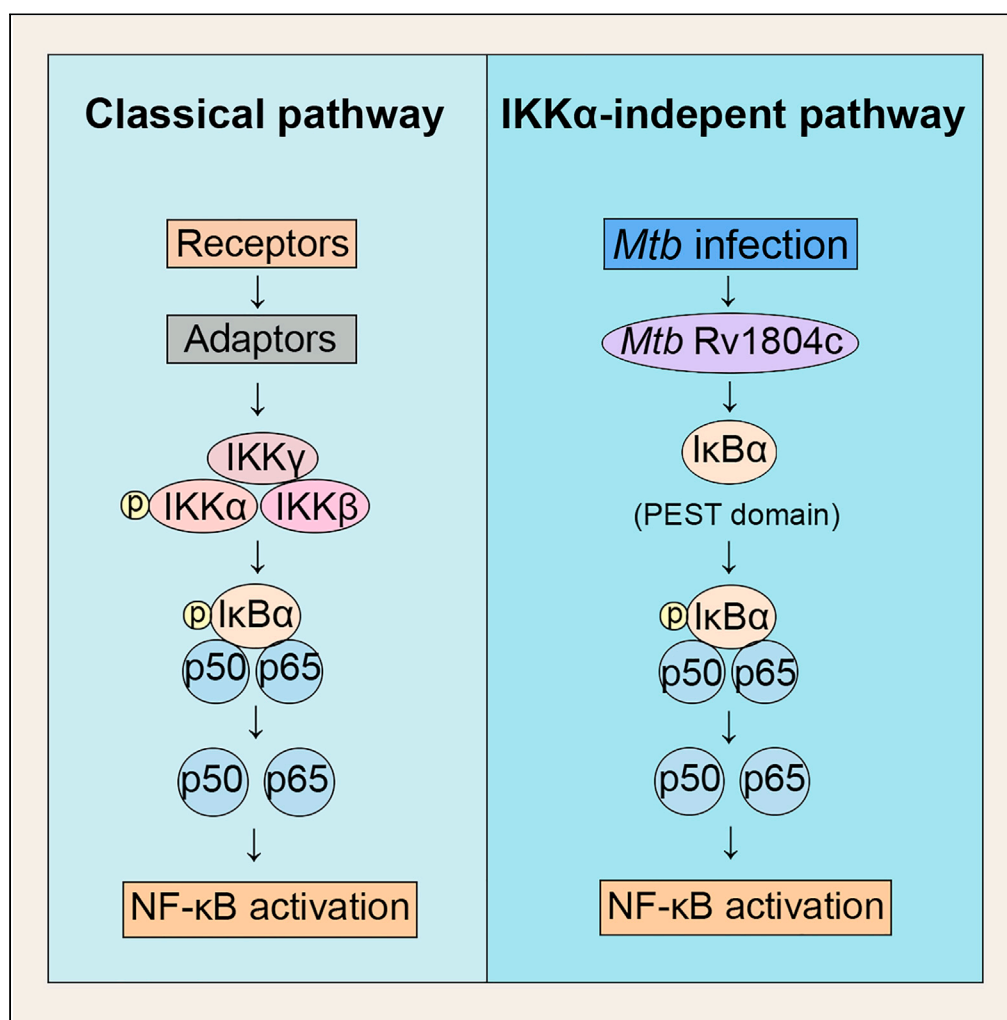 Classical pathway
Receptors
Adaptors
IKKγ
p IKKα IKKβ
p IκBα
p50 p65
p50 p65
NF-κB activation
IKKα-indepent pathway
Mtb infection
Mtb Rv1804c
IκBα
(PEST domain)
p IκBα
p50 p65
p50 p65
NF-κB activation